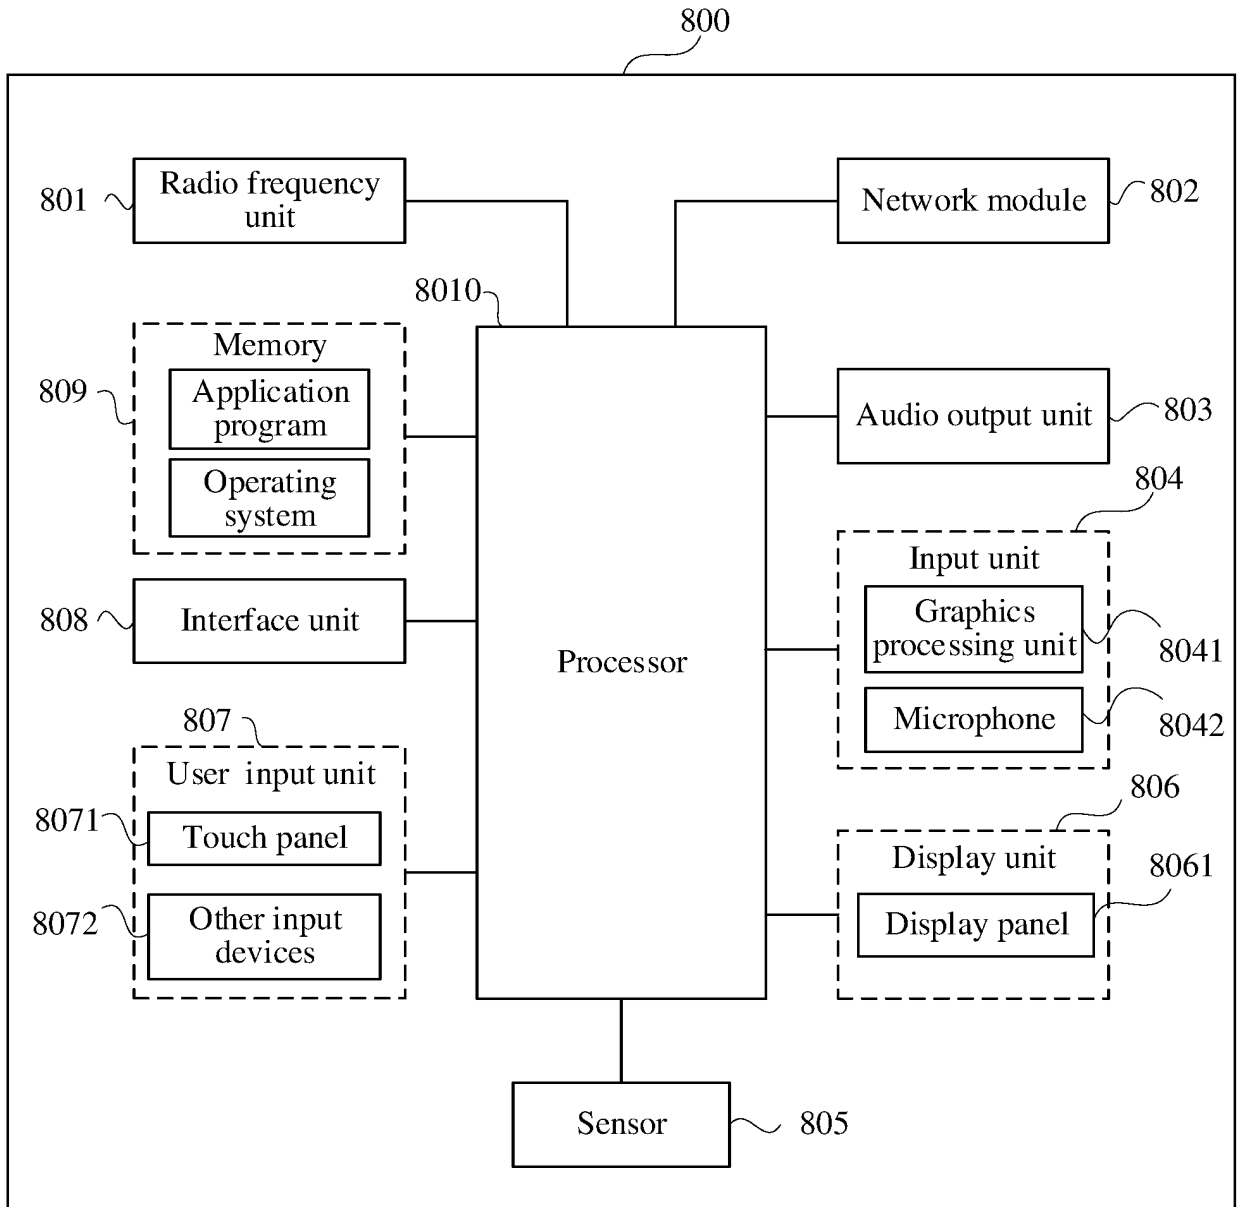 800
801
Radio frequency
unit
Network module
802
8010
809
Memory
Application
program
Operating
system
Audio output unit
803
804
Input unit
Graphics
processing unit
8041
Microphone
8042
808
Interface unit
Processor
807
User input unit
8071
Touch panel
8072
Other input
devices
806
Display unit
8061
Display panel
Sensor
805